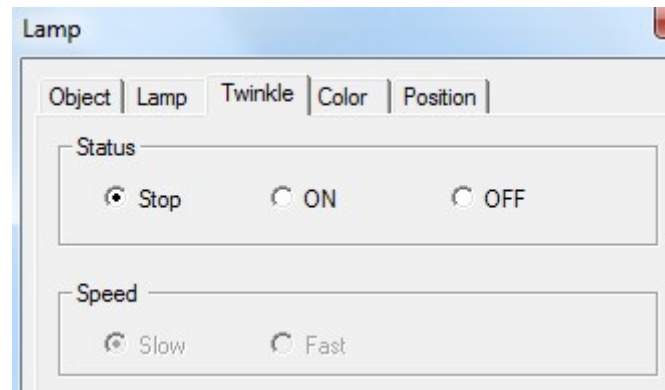 Lamp
Object Lamp Twinkle Color Position
Status
Stop ON OFF
Speed
Slow Fast